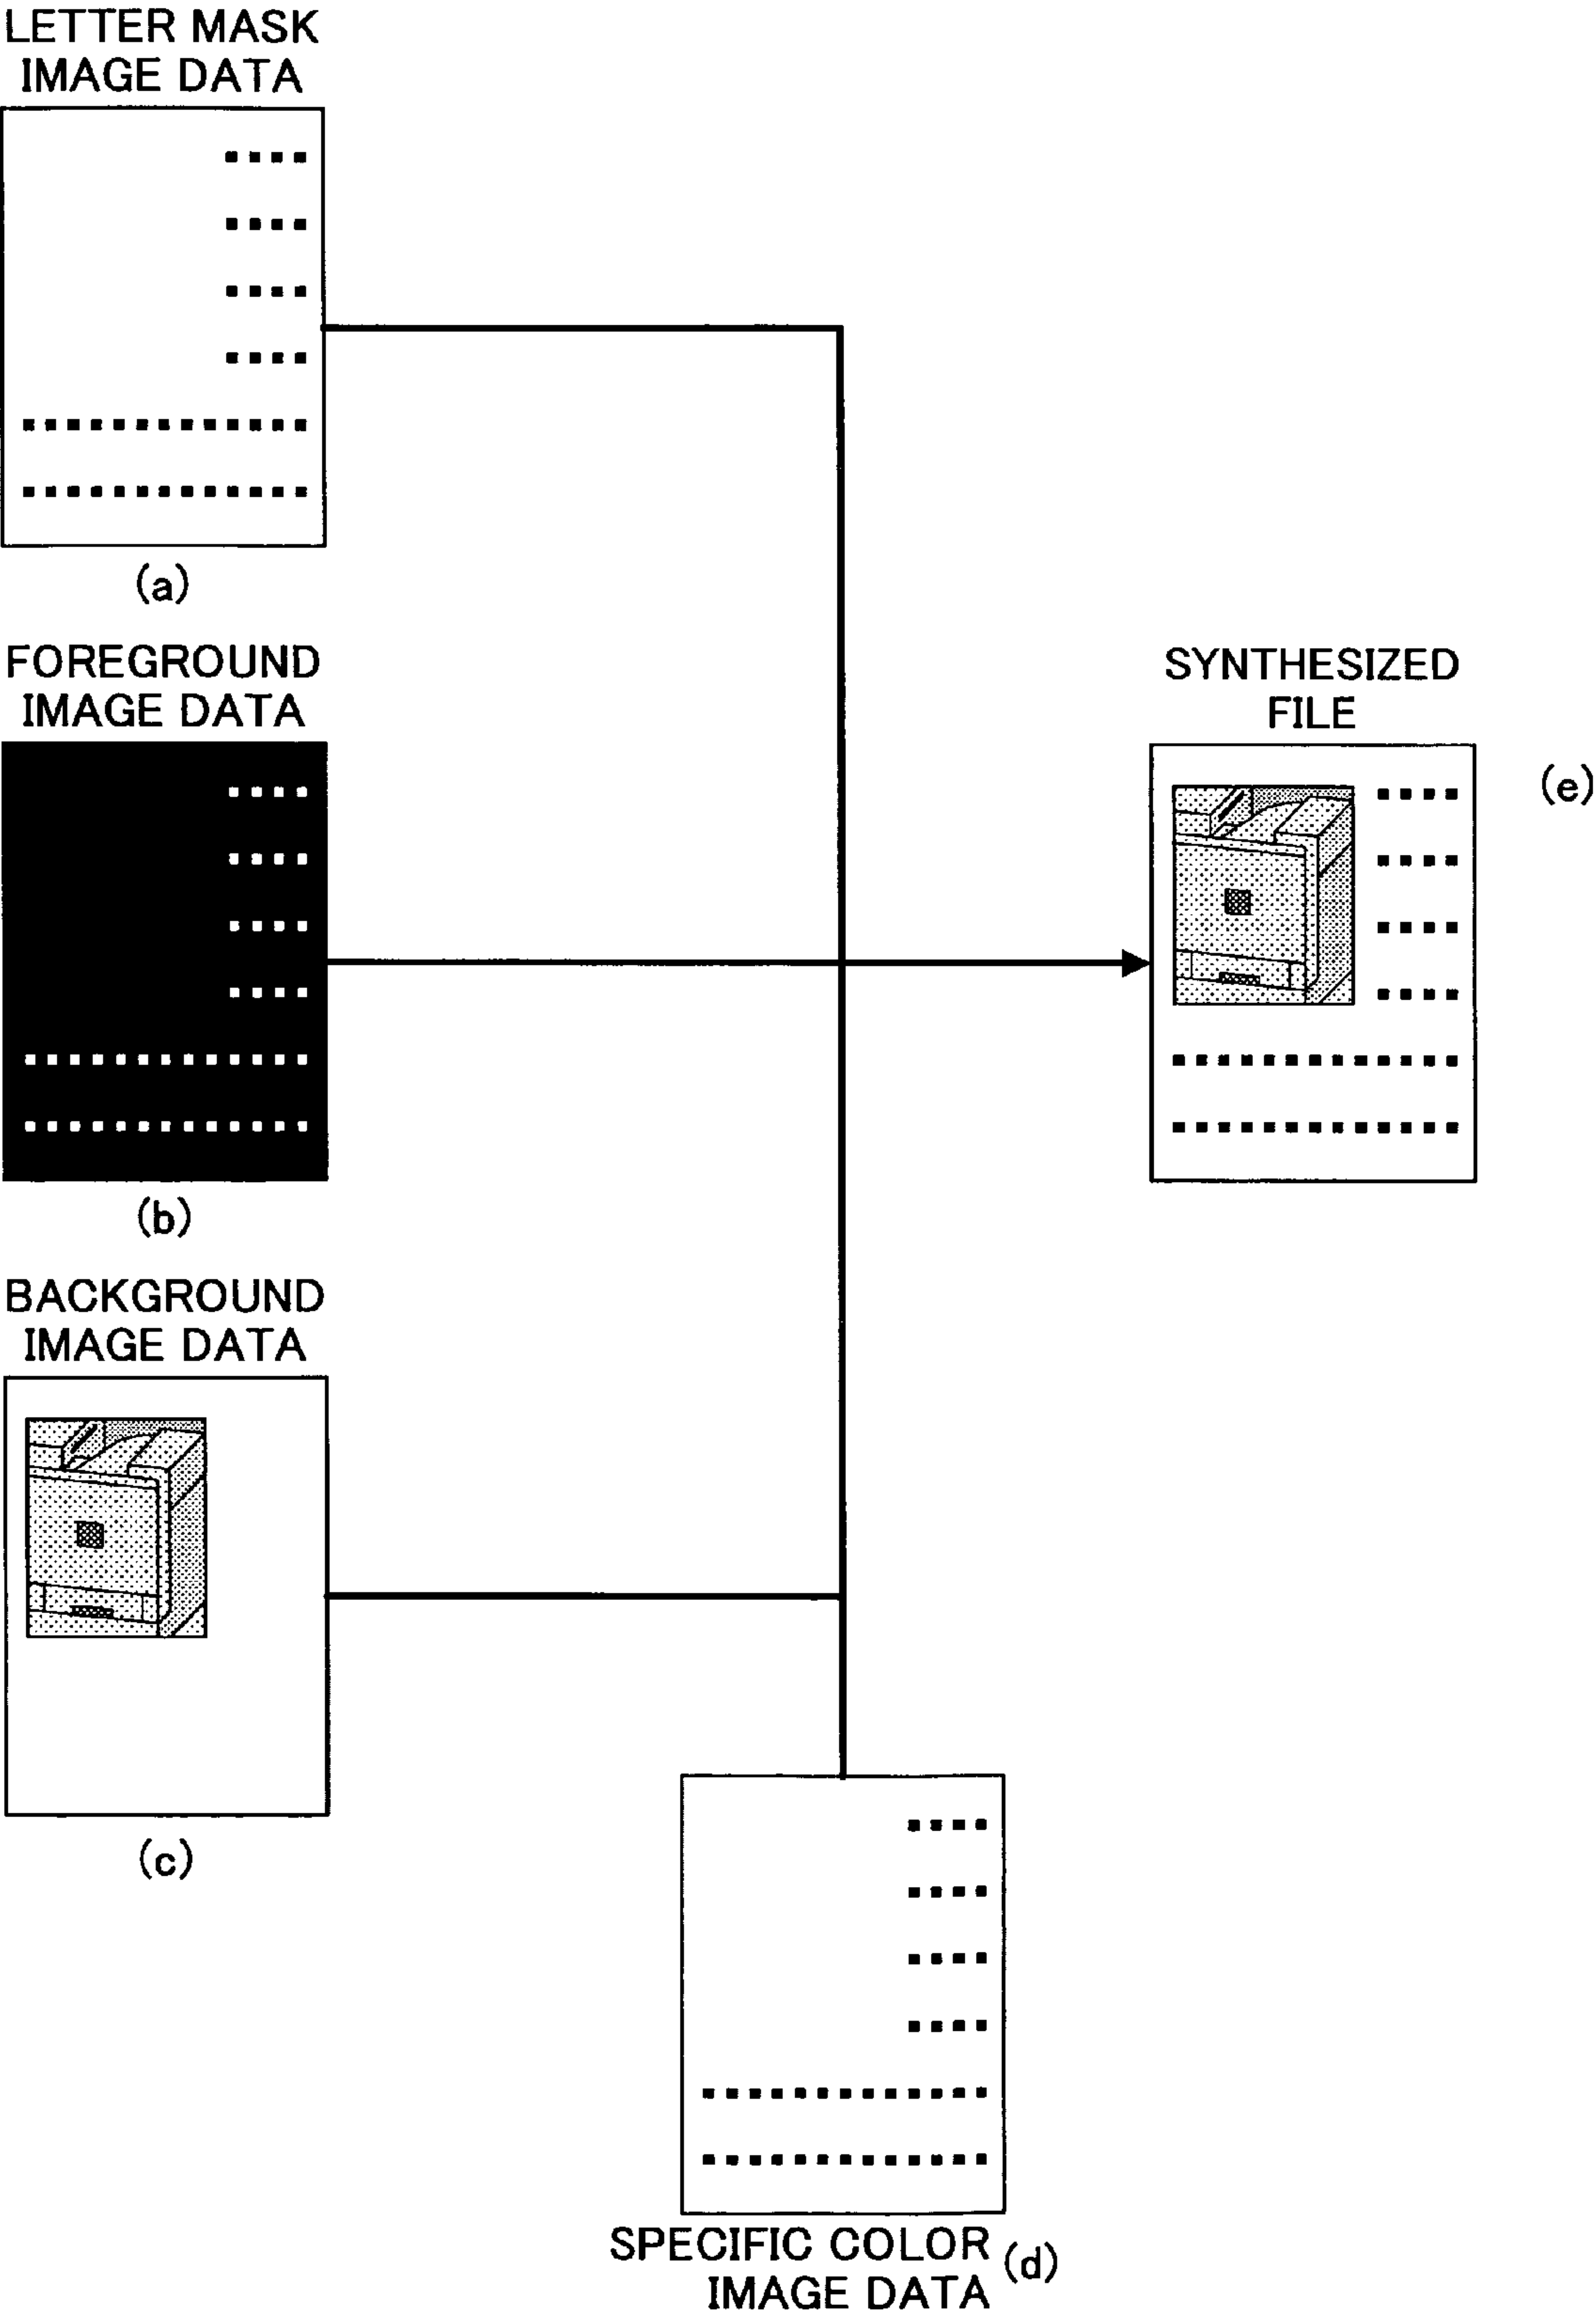 LETTER MASK
IMAGE DATA
(a)
FOREGROUND
IMAGE DATA
(b)
SYNTHESIZED
FILE
(e)
BACKGROUND
IMAGE DATA
(c)
SPECIFIC COLOR
IMAGE DATA
(d)